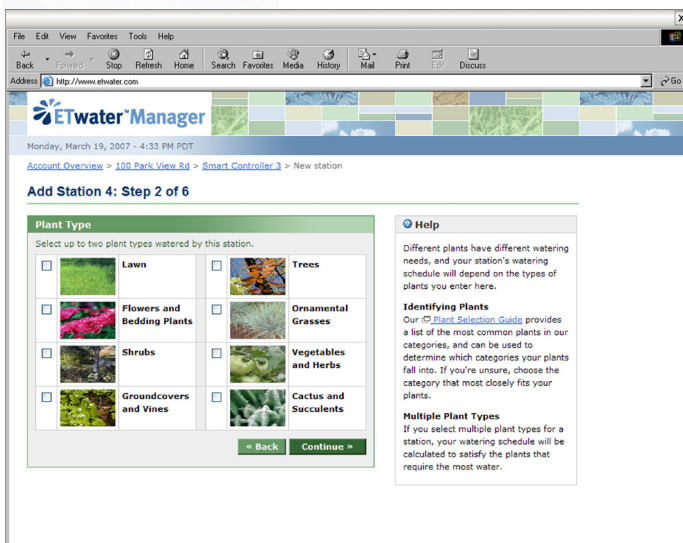 X
File Edit View Favorites Tools Help
Back Forward Stop Refresh Home Search Favorites Media History Mail Print Edit Discuss
Address http://www.etwater.com Go
ETwater™Manager
Monday, March 19, 2007 - 4:33 PM PDT
Account Overview > 100 Park View Rd > Smart Controller 3 > New station
Add Station 4: Step 2 of 6
Plant Type
Select up to two plant types watered by this station.
Lawn
Trees
Flowers and
Bedding Plants
Ornamental
Grasses
Shrubs
Vegetables
and Herbs
Groundcovers
and Vines
Cactus and
Succulents
« Back Continue »
Help
Different plants have different watering
needs, and your station's watering
schedule will depend on the types of
plants you enter here.
Identifying Plants
Our Plant Selection Guide provides
a list of the most common plants in our
categories, and can be used to
determine which categories your plants
fall into. If you're unsure, choose the
category that most closely fits your
plants.
Multiple Plant Types
If you select multiple plant types for a
station, your watering schedule will be
calculated to satisfy the plants that
require the most water.